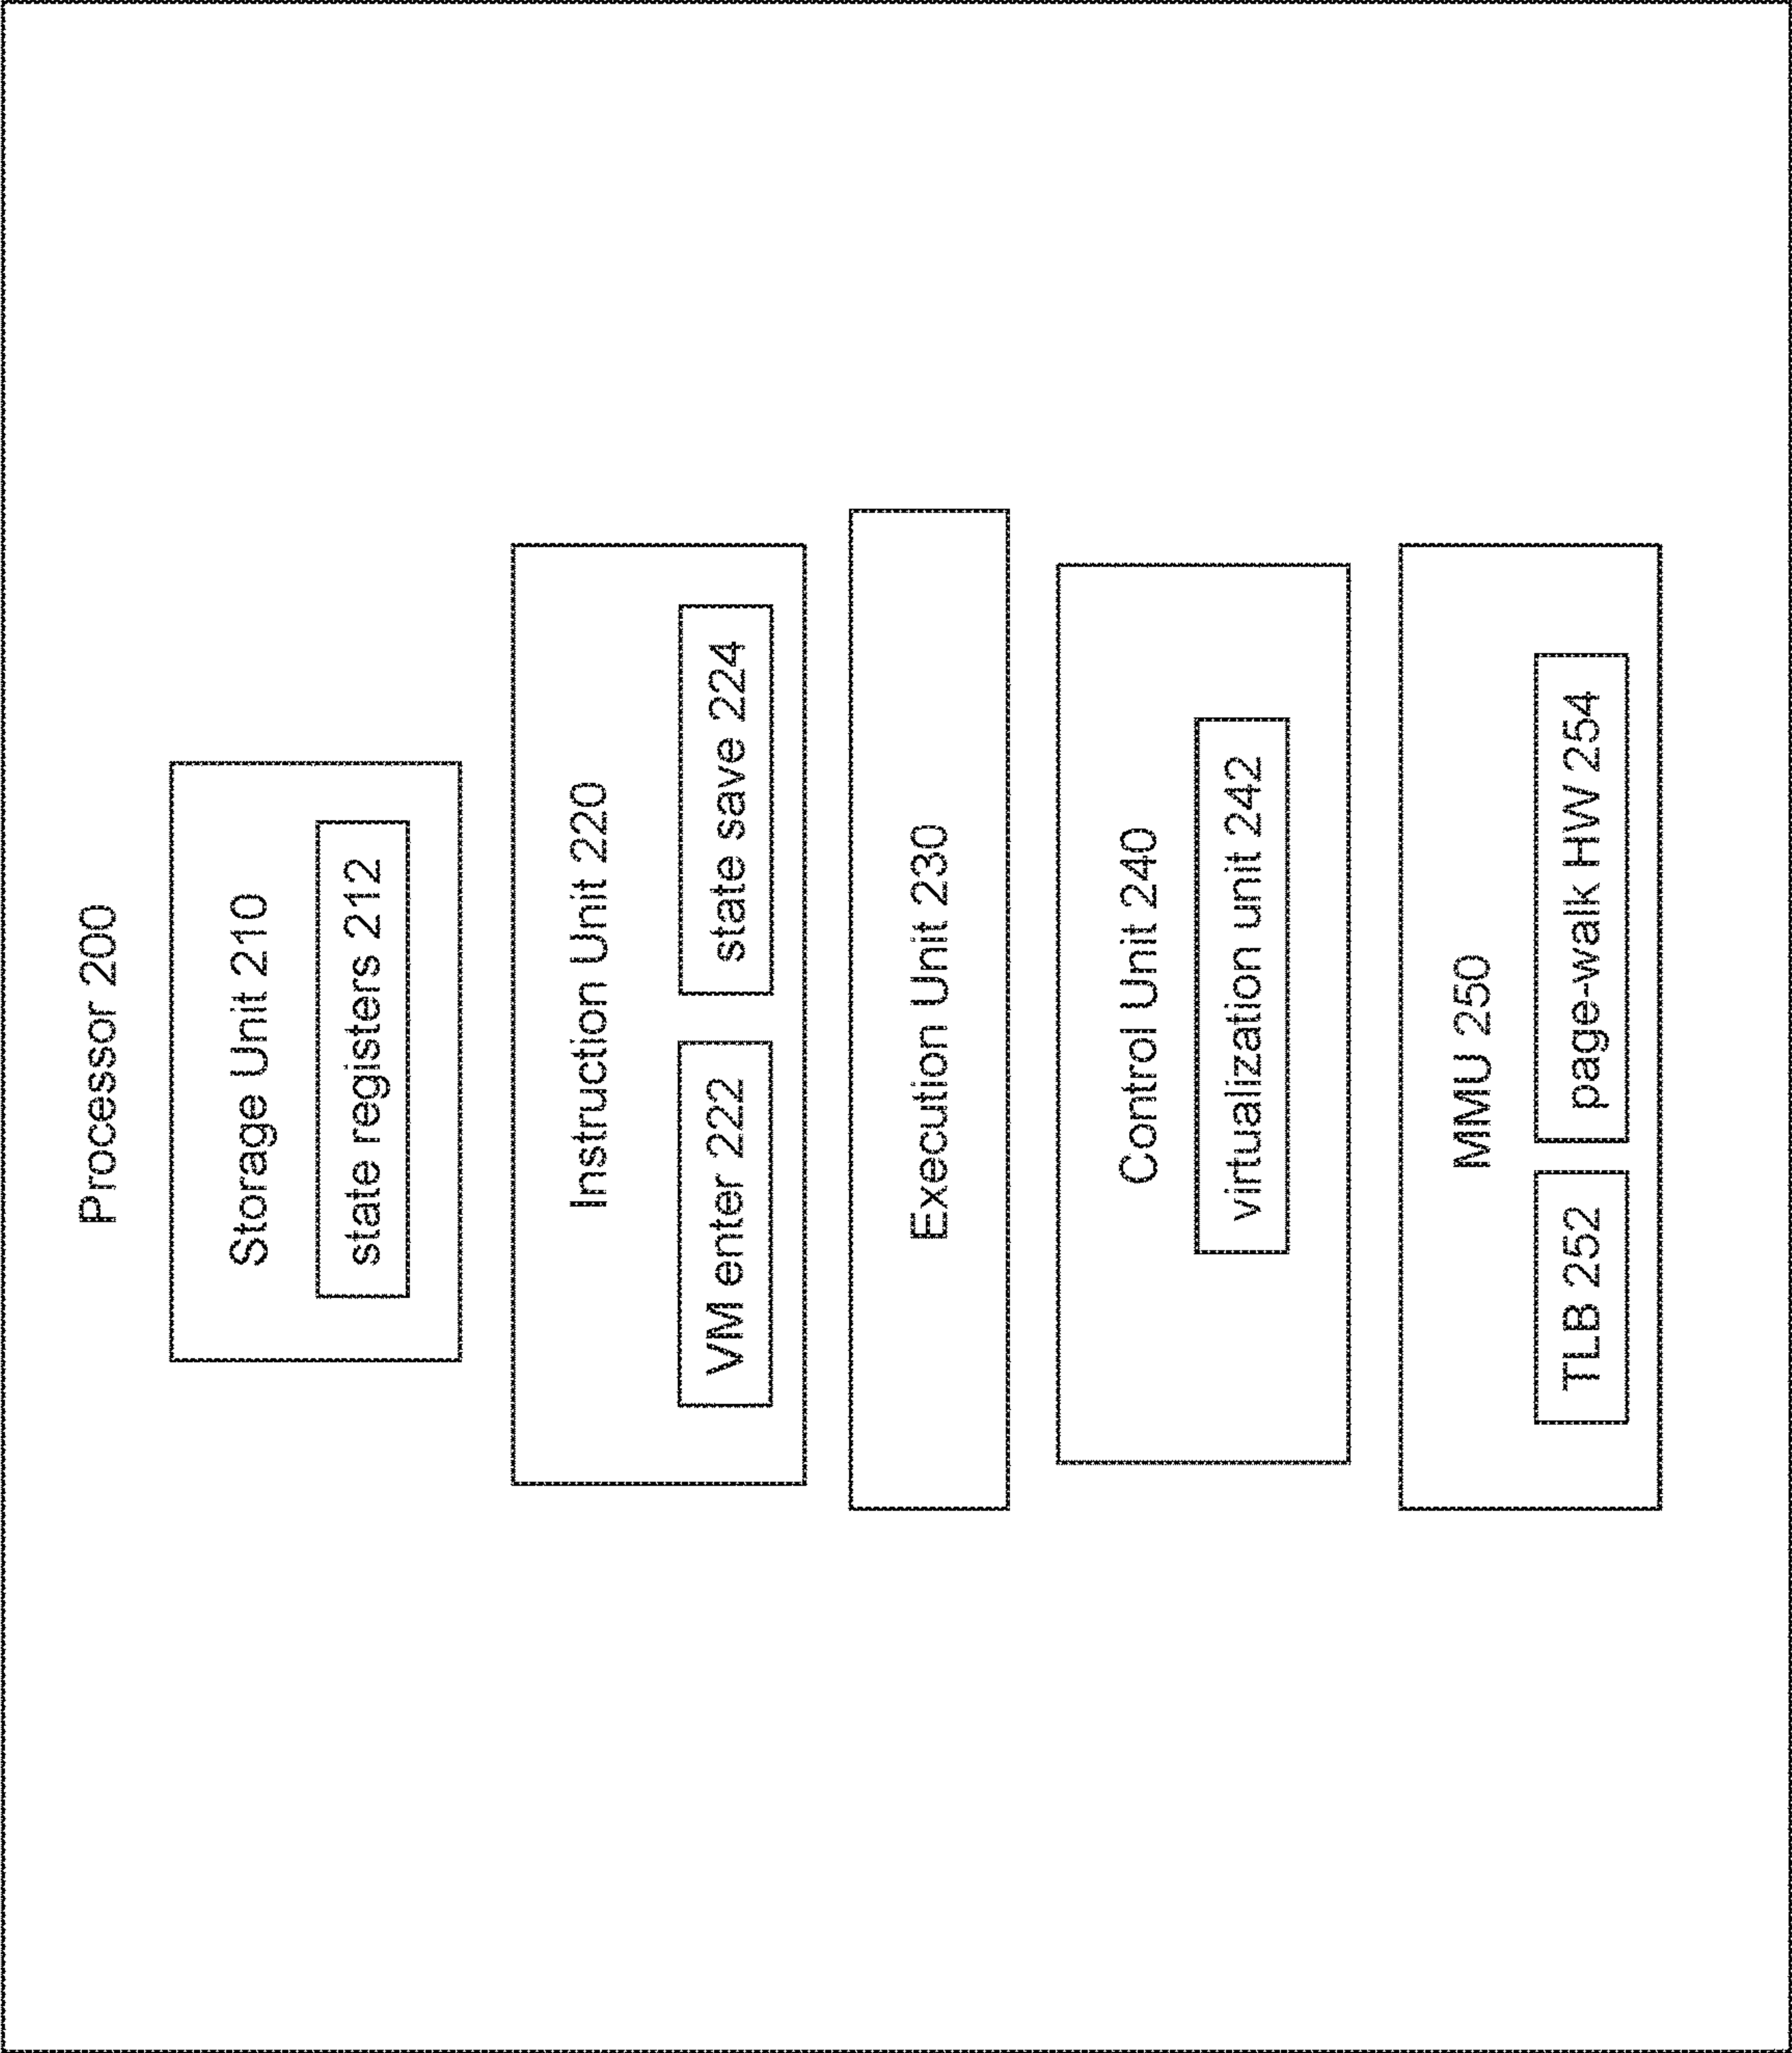 Processor 200
Storage Unit 210
state registers 212
Instruction Unit 220
VM enter 222
state save 224
Execution Unit 230
Control Unit 240
virtualization unit 242
MMU 250
TLB 252
page-walk HW 254